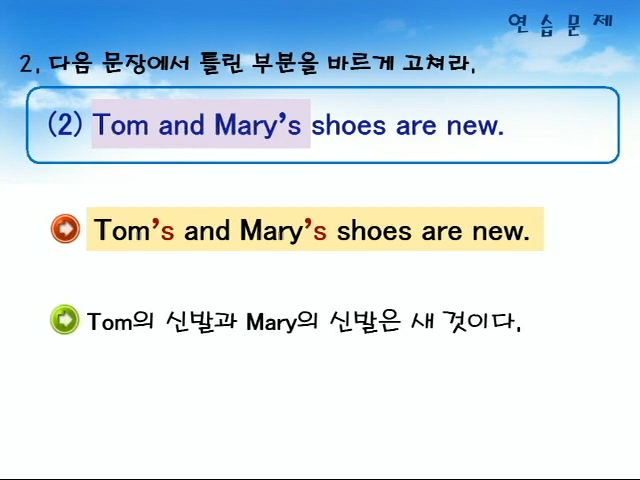 연 습 문 제
2. 다음 문장에서 틀린 부분을 바르게 고쳐라.
(2) Tom and Mary’s shoes are new.
Tom’s and Mary’s shoes are new.
Tom의 신발과 Mary의 신발은 새 것이다.